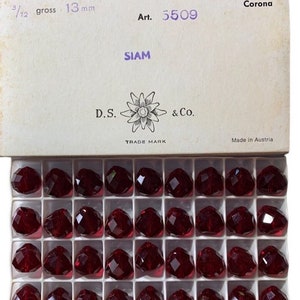 3/12 gross 13 mm Art. 5509 Corona
SIAM
D.S. & Co.
TRADE MARK
Made in Austria